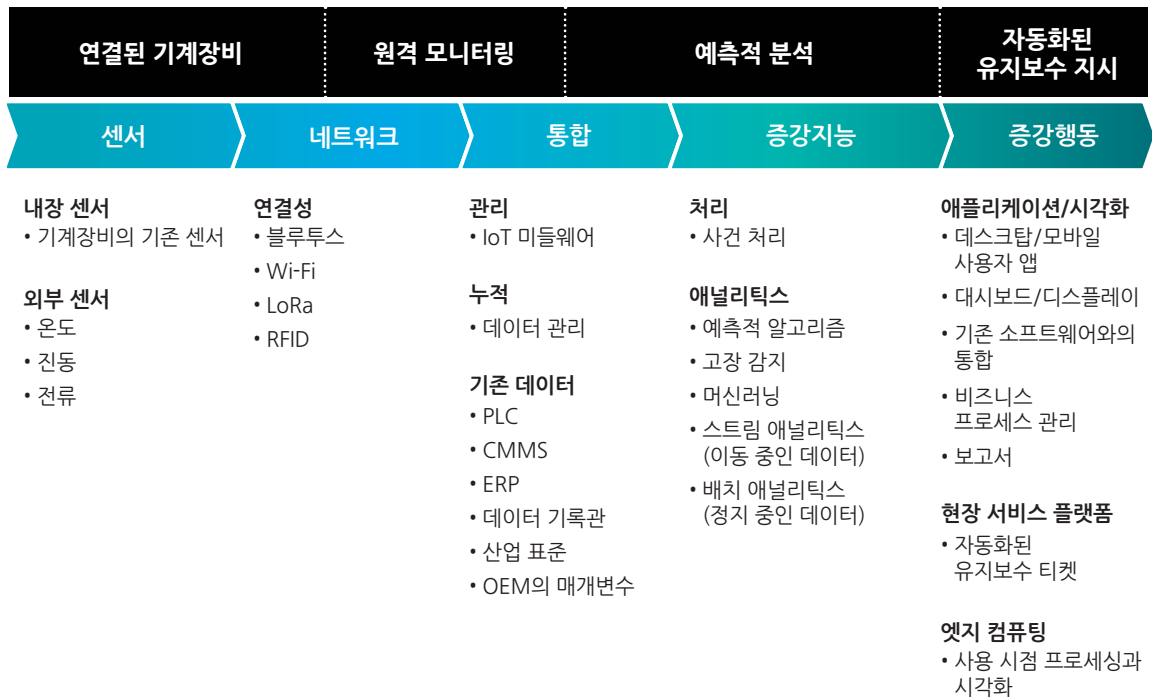 연결된 기계장비
원격 모니터링
예측적 분석
자동화된
유지보수 지시
센서
네트워크
통합
증강지능
증강행동
내장 센서
• 기계장비의 기존 센서
외부 센서
• 온도
• 진동
• 전류
연결성
• 블루투스
• Wi-Fi
• LoRa
• RFID
관리
• IoT 미들웨어
누적
• 데이터 관리
기존 데이터
• PLC
• CMMS
• ERP
• 데이터 기록관
• 산업 표준
• OEM의 매개변수
처리
• 사건 처리
애널리틱스
• 예측적 알고리즘
• 고장 감지
• 머신러닝
• 스트림 애널리틱스
(이동 중인 데이터)
• 배치 애널리틱스
(정지 중인 데이터)
애플리케이션/시각화
• 데스크탑/모바일
사용자 앱
• 대시보드/디스플레이
• 기존 소프트웨어와의
통합
• 비즈니스
프로세스 관리
• 보고서
현장 서비스 플랫폼
• 자동화된
유지보수 티켓
엣지 컴퓨팅
• 사용 시점 프로세싱과
시각화